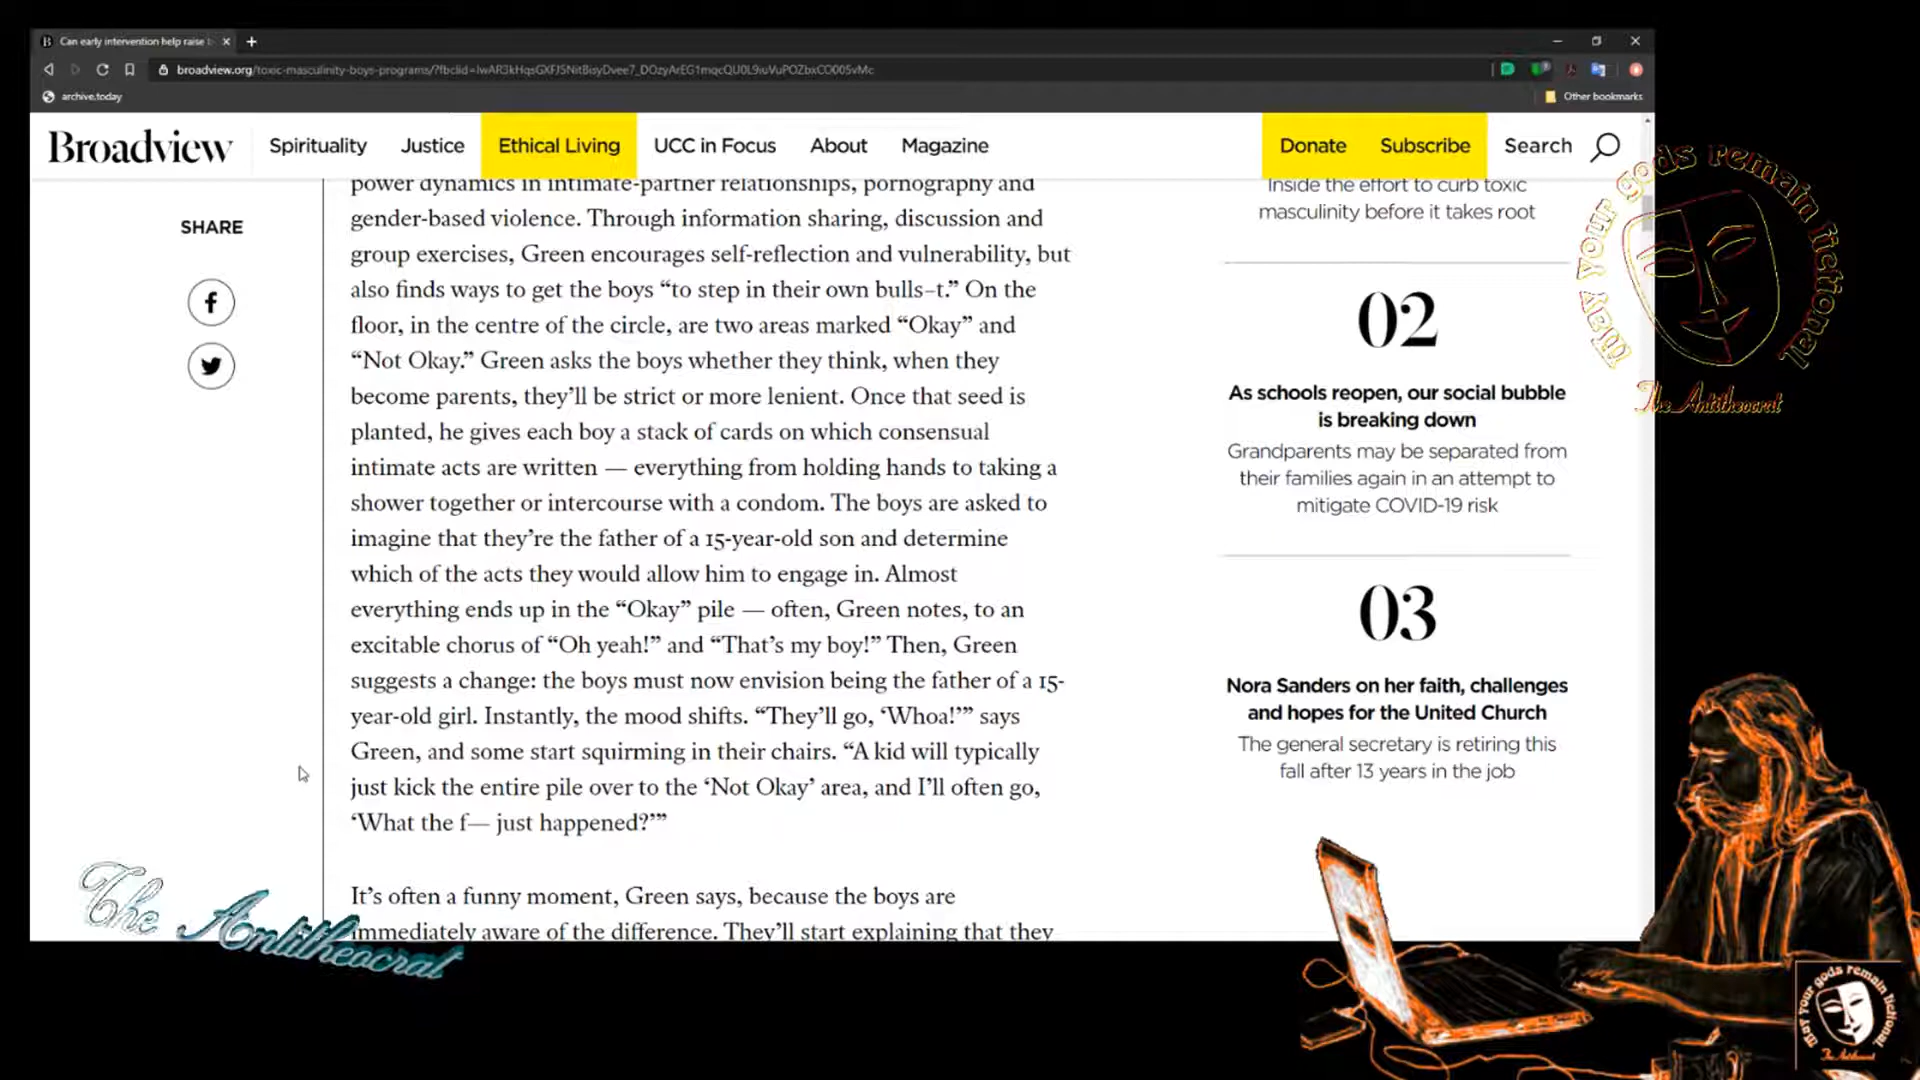 Can early intervention help raise
broadview.org/toxic-masculinity-boys-programs/?fbclid=IwAR3kHqsGXFJ5NitBisyDvee7_DOzyArEG1mqcQU0L9iuVuPOZbxCO005vMc
archive.today
Other bookmarks
Broadview
Spirituality
Justice
Ethical Living
UCC in Focus
About
Magazine
Donate
Subscribe
Search
SHARE
power dynamics in intimate-partner relationships, pornography and
gender-based violence. Through information sharing, discussion and
group exercises, Green encourages self-reflection and vulnerability, but
also finds ways to get the boys “to step in their own bulls–t.” On the
floor, in the centre of the circle, are two areas marked “Okay” and
“Not Okay.” Green asks the boys whether they think, when they
become parents, they’ll be strict or more lenient. Once that seed is
planted, he gives each boy a stack of cards on which consensual
intimate acts are written — everything from holding hands to taking a
shower together or intercourse with a condom. The boys are asked to
imagine that they’re the father of a 15-year-old son and determine
which of the acts they would allow him to engage in. Almost
everything ends up in the “Okay” pile — often, Green notes, to an
excitable chorus of “Oh yeah!” and “That’s my boy!” Then, Green
suggests a change: the boys must now envision being the father of a 15-
year-old girl. Instantly, the mood shifts. “They’ll go, ‘Whoa!’” says
Green, and some start squirming in their chairs. “A kid will typically
just kick the entire pile over to the ‘Not Okay’ area, and I’ll often go,
‘What the f— just happened?’”
It’s often a funny moment, Green says, because the boys are
immediately aware of the difference. They’ll start explaining that they
Inside the effort to curb toxic
masculinity before it takes root
02
As schools reopen, our social bubble
is breaking down
Grandparents may be separated from
their families again in an attempt to
mitigate COVID-19 risk
03
Nora Sanders on her faith, challenges
and hopes for the United Church
The general secretary is retiring this
fall after 13 years in the job
May your gods remain fictional
The Antitheocrat
The Antitheocrat
May your gods remain fictional
The Antitheocrat